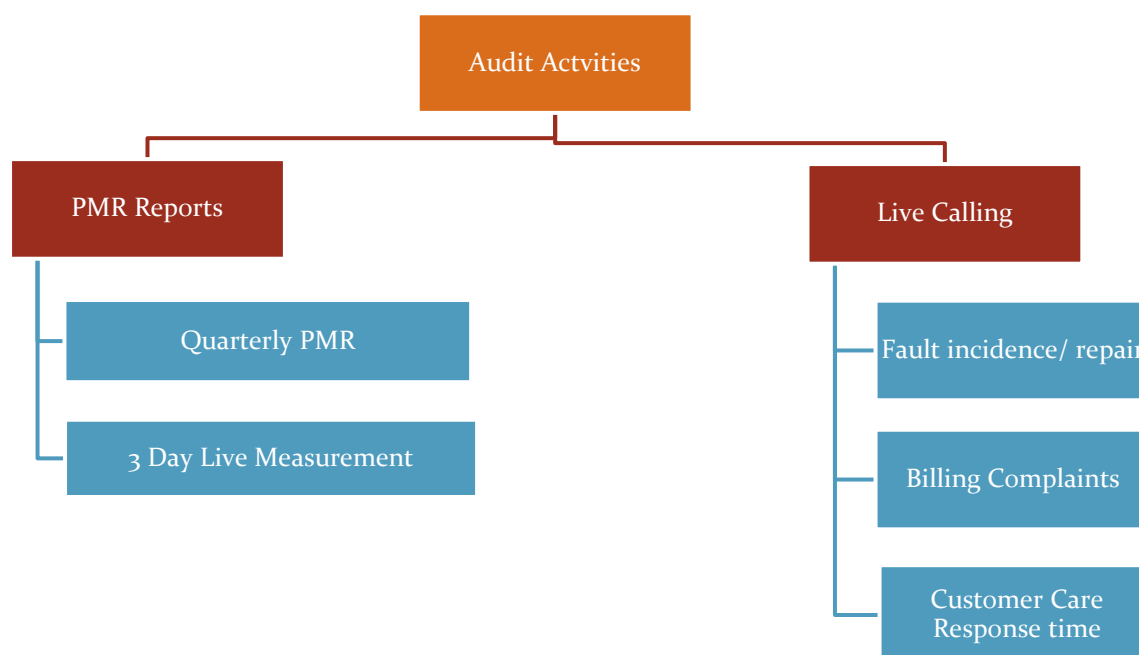 Audit Actvities
PMR Reports
Live Calling
Quarterly PMR
3 Day Live Measurement
Fault incidence/ repair
Billing Complaints
Customer Care
Response time